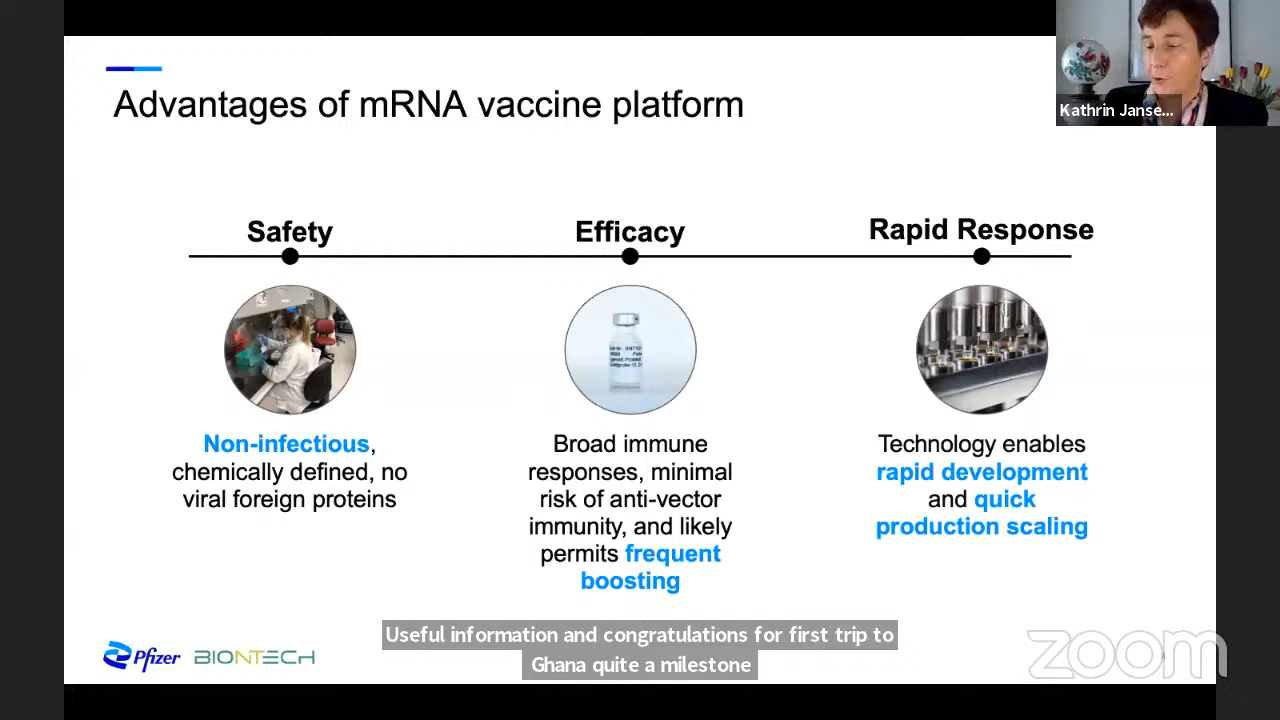 Kathrin Janse...
Advantages of mRNA vaccine platform
Safety
Efficacy
Rapid Response
Non-infectious,
chemically defined, no
viral foreign proteins
Broad immune
responses, minimal
risk of anti-vector
immunity, and likely
permits frequent
boosting
Technology enables
rapid development
and quick
production scaling
Useful information and congratulations for first trip to
Ghana quite a milestone
Pfizer BIONTECH
zoom